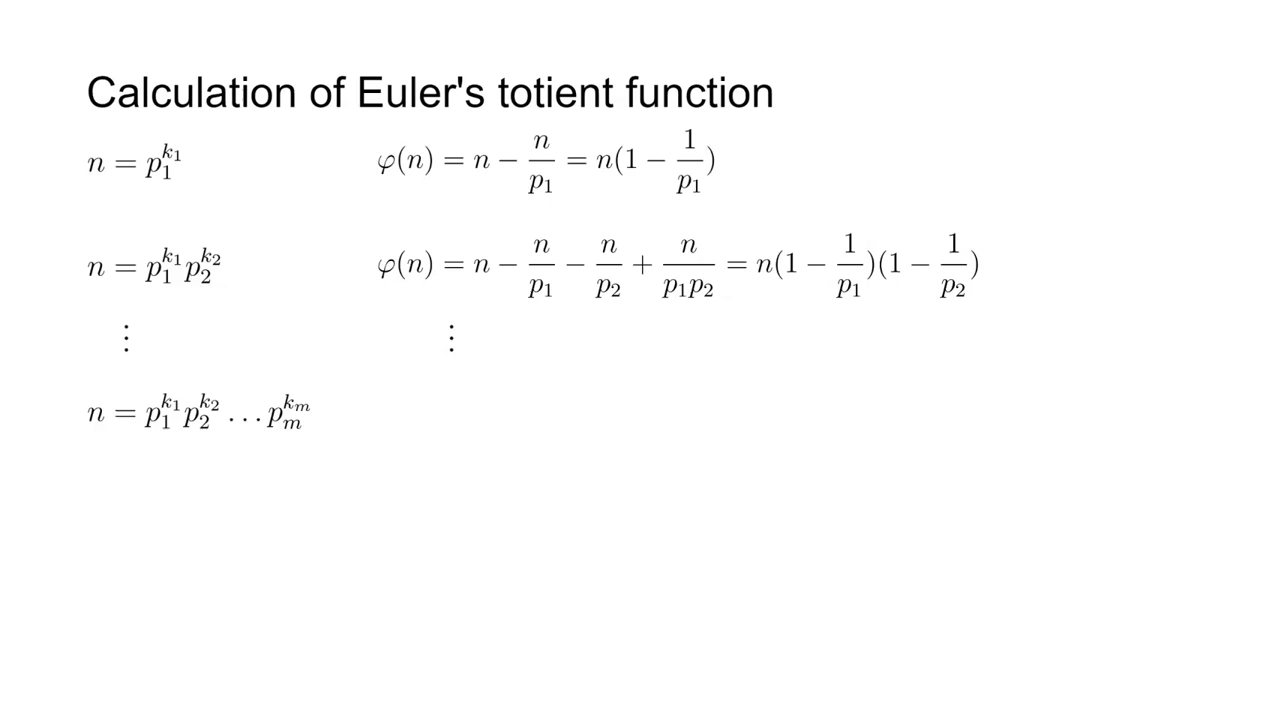 Calculation of Euler's totient function
n = p₁^{k₁} φ(n) = n − n/p₁ = n(1 − 1/p₁)
n = p₁^{k₁}p₂^{k₂} φ(n) = n − n/p₁ − n/p₂ + n/(p₁p₂) = n(1 − 1/p₁)(1 − 1/p₂)
⋮ ⋮
n = p₁^{k₁}p₂^{k₂} … pₘ^{kₘ}